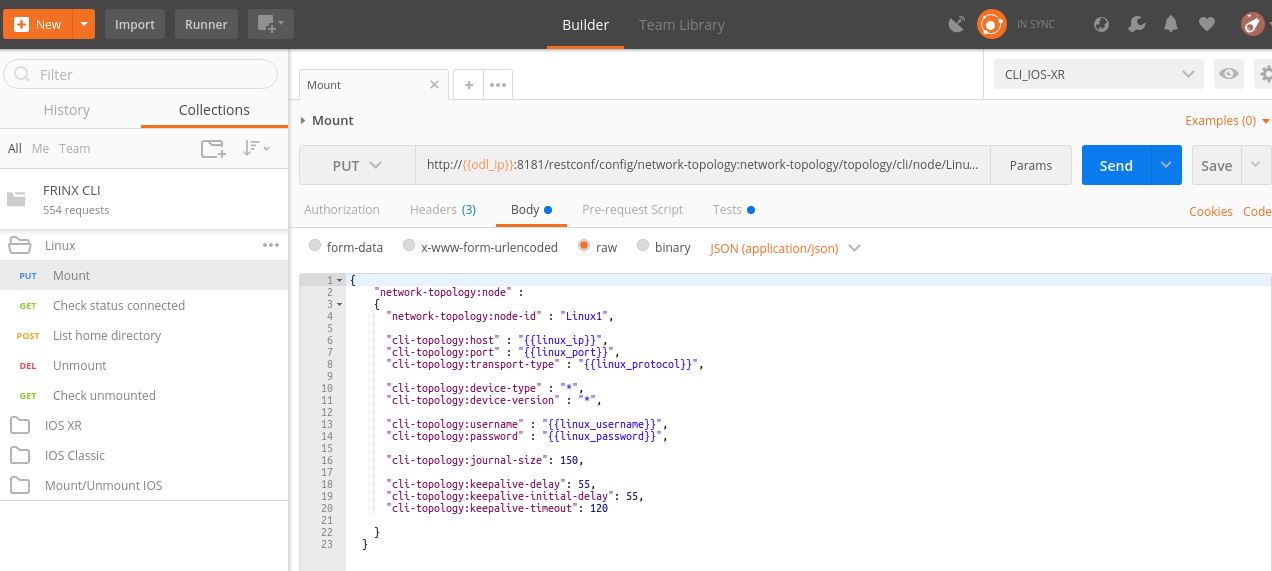 New Import Runner Builder Team Library IN SYNC
Filter
History Collections
All Me Team
FRINX CLI
554 requests
Linux
PUT Mount
GET Check status connected
POST List home directory
DEL Unmount
GET Check unmounted
IOS XR
IOS Classic
Mount/Unmount IOS
Mount CLI_IOS-XR
Mount Examples (0)
PUT http://{{odl_ip}}:8181/restconf/config/network-topology:network-topology/topology/cli/node/Linu... Params Send Save
Authorization Headers (3) Body Pre-request Script Tests Cookies Code
form-data x-www-form-urlencoded raw binary JSON (application/json)
1 {
2 "network-topology:node" :
3 {
4 "network-topology:node-id" : "Linux1",
5
6 "cli-topology:host" : "{{linux_ip}}",
7 "cli-topology:port" : "{{linux_port}}",
8 "cli-topology:transport-type" : "{{linux_protocol}}",
9
10 "cli-topology:device-type" : "*",
11 "cli-topology:device-version" : "*",
12
13 "cli-topology:username" : "{{linux_username}}",
14 "cli-topology:password" : "{{linux_password}}",
15
16 "cli-topology:journal-size": 150,
17
18 "cli-topology:keepalive-delay": 55,
19 "cli-topology:keepalive-initial-delay": 55,
20 "cli-topology:keepalive-timeout": 120
21
22 }
23 }